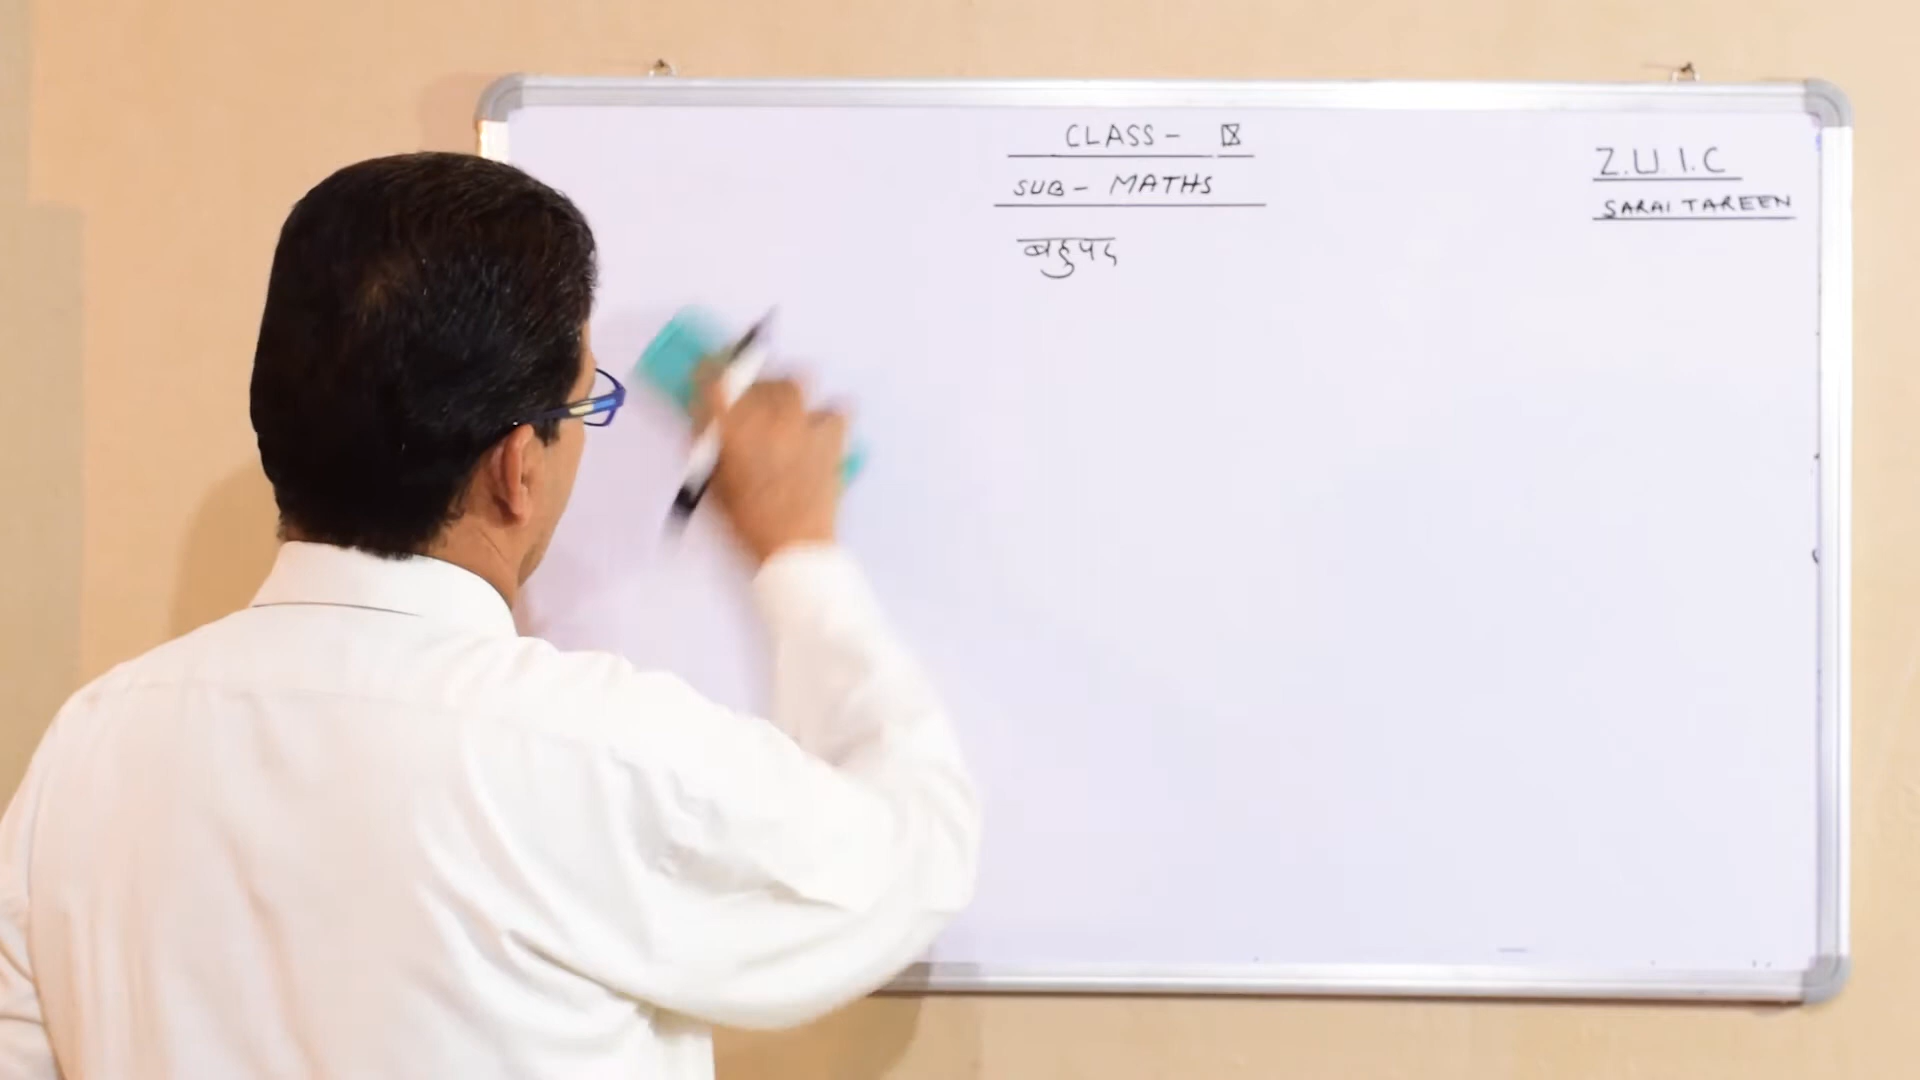 CLASS - IX
SUB - MATHS
बहुपद
Z.U.I.C
SARAI TAREEN